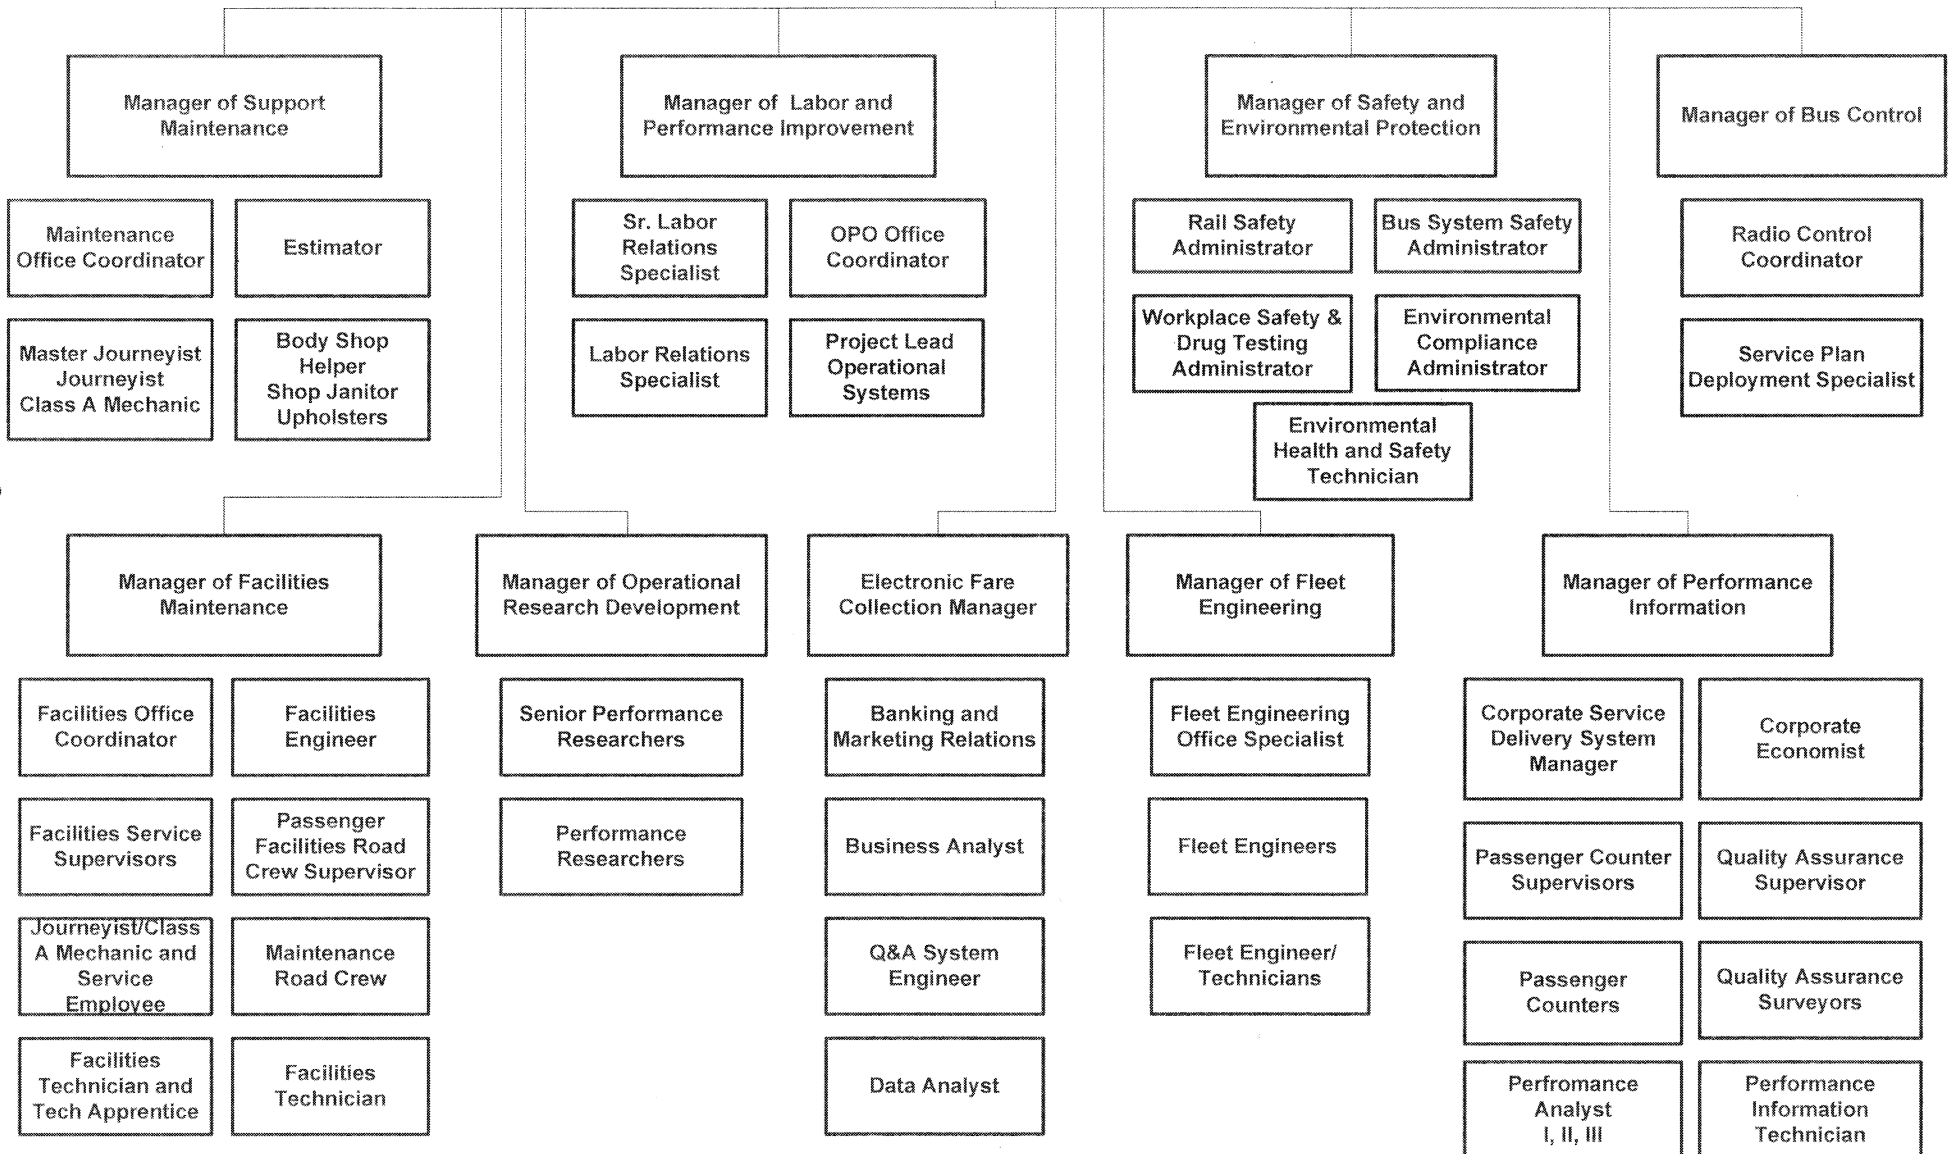 Manager of Support
Maintenance
Manager of Labor and
Performance Improvement
Manager of Safety and
Environmental Protection
Manager of Bus Control
Maintenance
Office Coordinator
Estimator
Master Journeyist
Journeyist
Class A Mechanic
Body Shop
Helper
Shop Janitor
Upholsters
Sr. Labor
Relations
Specialist
OPO Office
Coordinator
Labor Relations
Specialist
Project Lead
Operational
Systems
Rail Safety
Administrator
Bus System Safety
Administrator
Workplace Safety &
Drug Testing
Administrator
Environmental
Compliance
Administrator
Environmental
Health and Safety
Technician
Radio Control
Coordinator
Service Plan
Deployment Specialist
Manager of Facilities
Maintenance
Manager of Operational
Research Development
Electronic Fare
Collection Manager
Manager of Fleet
Engineering
Manager of Performance
Information
Facilities Office
Coordinator
Facilities
Engineer
Facilities Service
Supervisors
Passenger
Facilities Road
Crew Supervisor
Journeyist/Class
A Mechanic and
Service
Employee
Maintenance
Road Crew
Facilities
Technician and
Tech Apprentice
Facilities
Technician
Senior Performance
Researchers
Performance
Researchers
Banking and
Marketing Relations
Business Analyst
Q&A System
Engineer
Data Analyst
Fleet Engineering
Office Specialist
Fleet Engineers
Fleet Engineer/
Technicians
Corporate Service
Delivery System
Manager
Corporate
Economist
Passenger Counter
Supervisors
Quality Assurance
Supervisor
Passenger
Counters
Quality Assurance
Surveyors
Perfromance
Analyst
I, II, III
Performance
Information
Technician